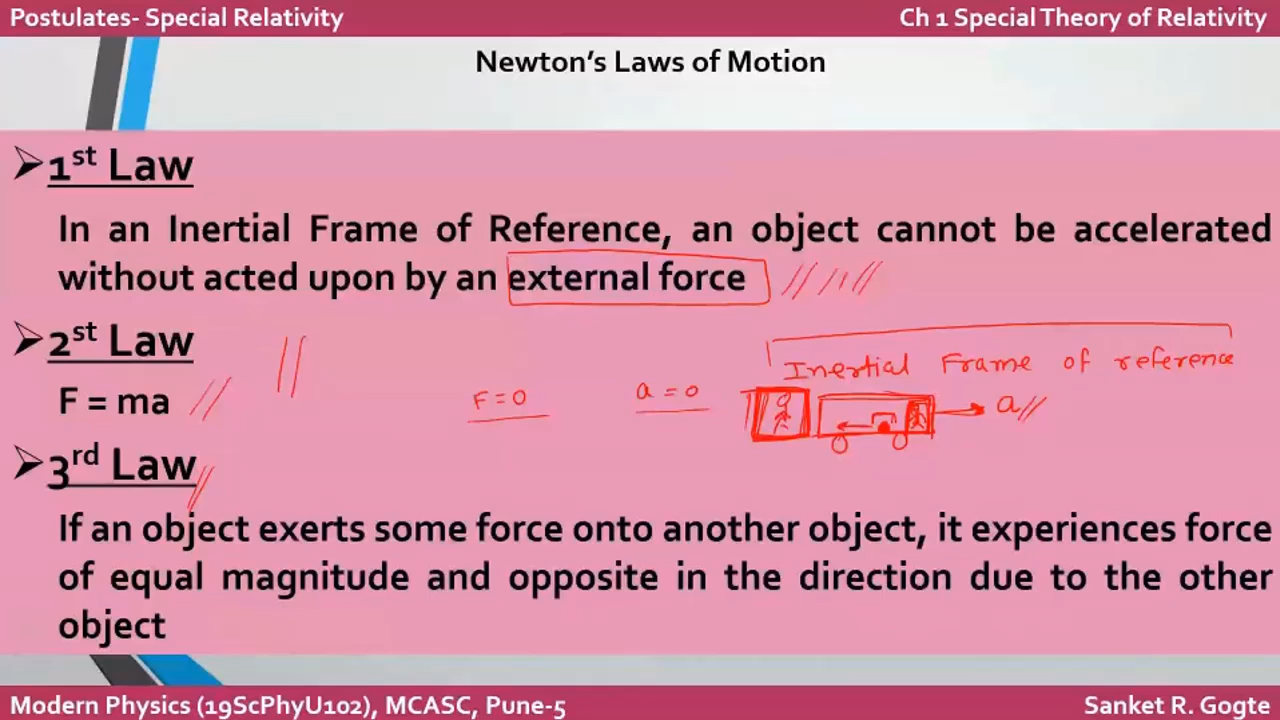 Postulates- Special Relativity
Ch 1 Special Theory of Relativity
Newton's Laws of Motion
1st Law
In an Inertial Frame of Reference, an object cannot be accelerated
without acted upon by an external force
2st Law
Inertial Frame of reference
F = ma
F = 0
a = 0
a
3rd Law
If an object exerts some force onto another object, it experiences force
of equal magnitude and opposite in the direction due to the other
object
Modern Physics (19ScPhyU102), MCASC, Pune-5
Sanket R. Gogte